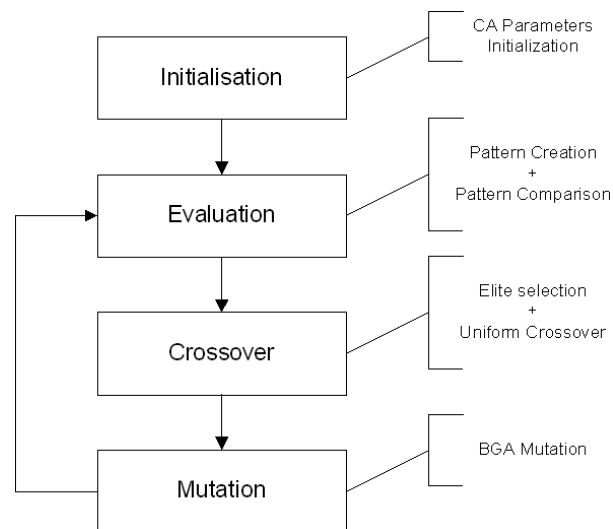 CA Parameters
Initialization
Initialisation
Pattern Creation
+
Pattern Comparison
Evaluation
Elite selection
+
Uniform Crossover
Crossover
BGA Mutation
Mutation